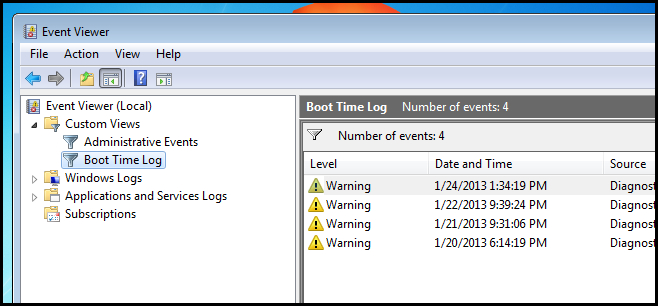 Event Viewer
File Action View Help
Event Viewer (Local)
Custom Views
Administrative Events
Boot Time Log
Windows Logs
Applications and Services Logs
Subscriptions
Boot Time Log Number of events: 4
Number of events: 4
Level Date and Time Source
Warning 1/24/2013 1:34:19 PM Diagnost
Warning 1/22/2013 9:39:24 PM Diagnost
Warning 1/21/2013 9:31:06 PM Diagnost
Warning 1/20/2013 6:14:19 PM Diagnost